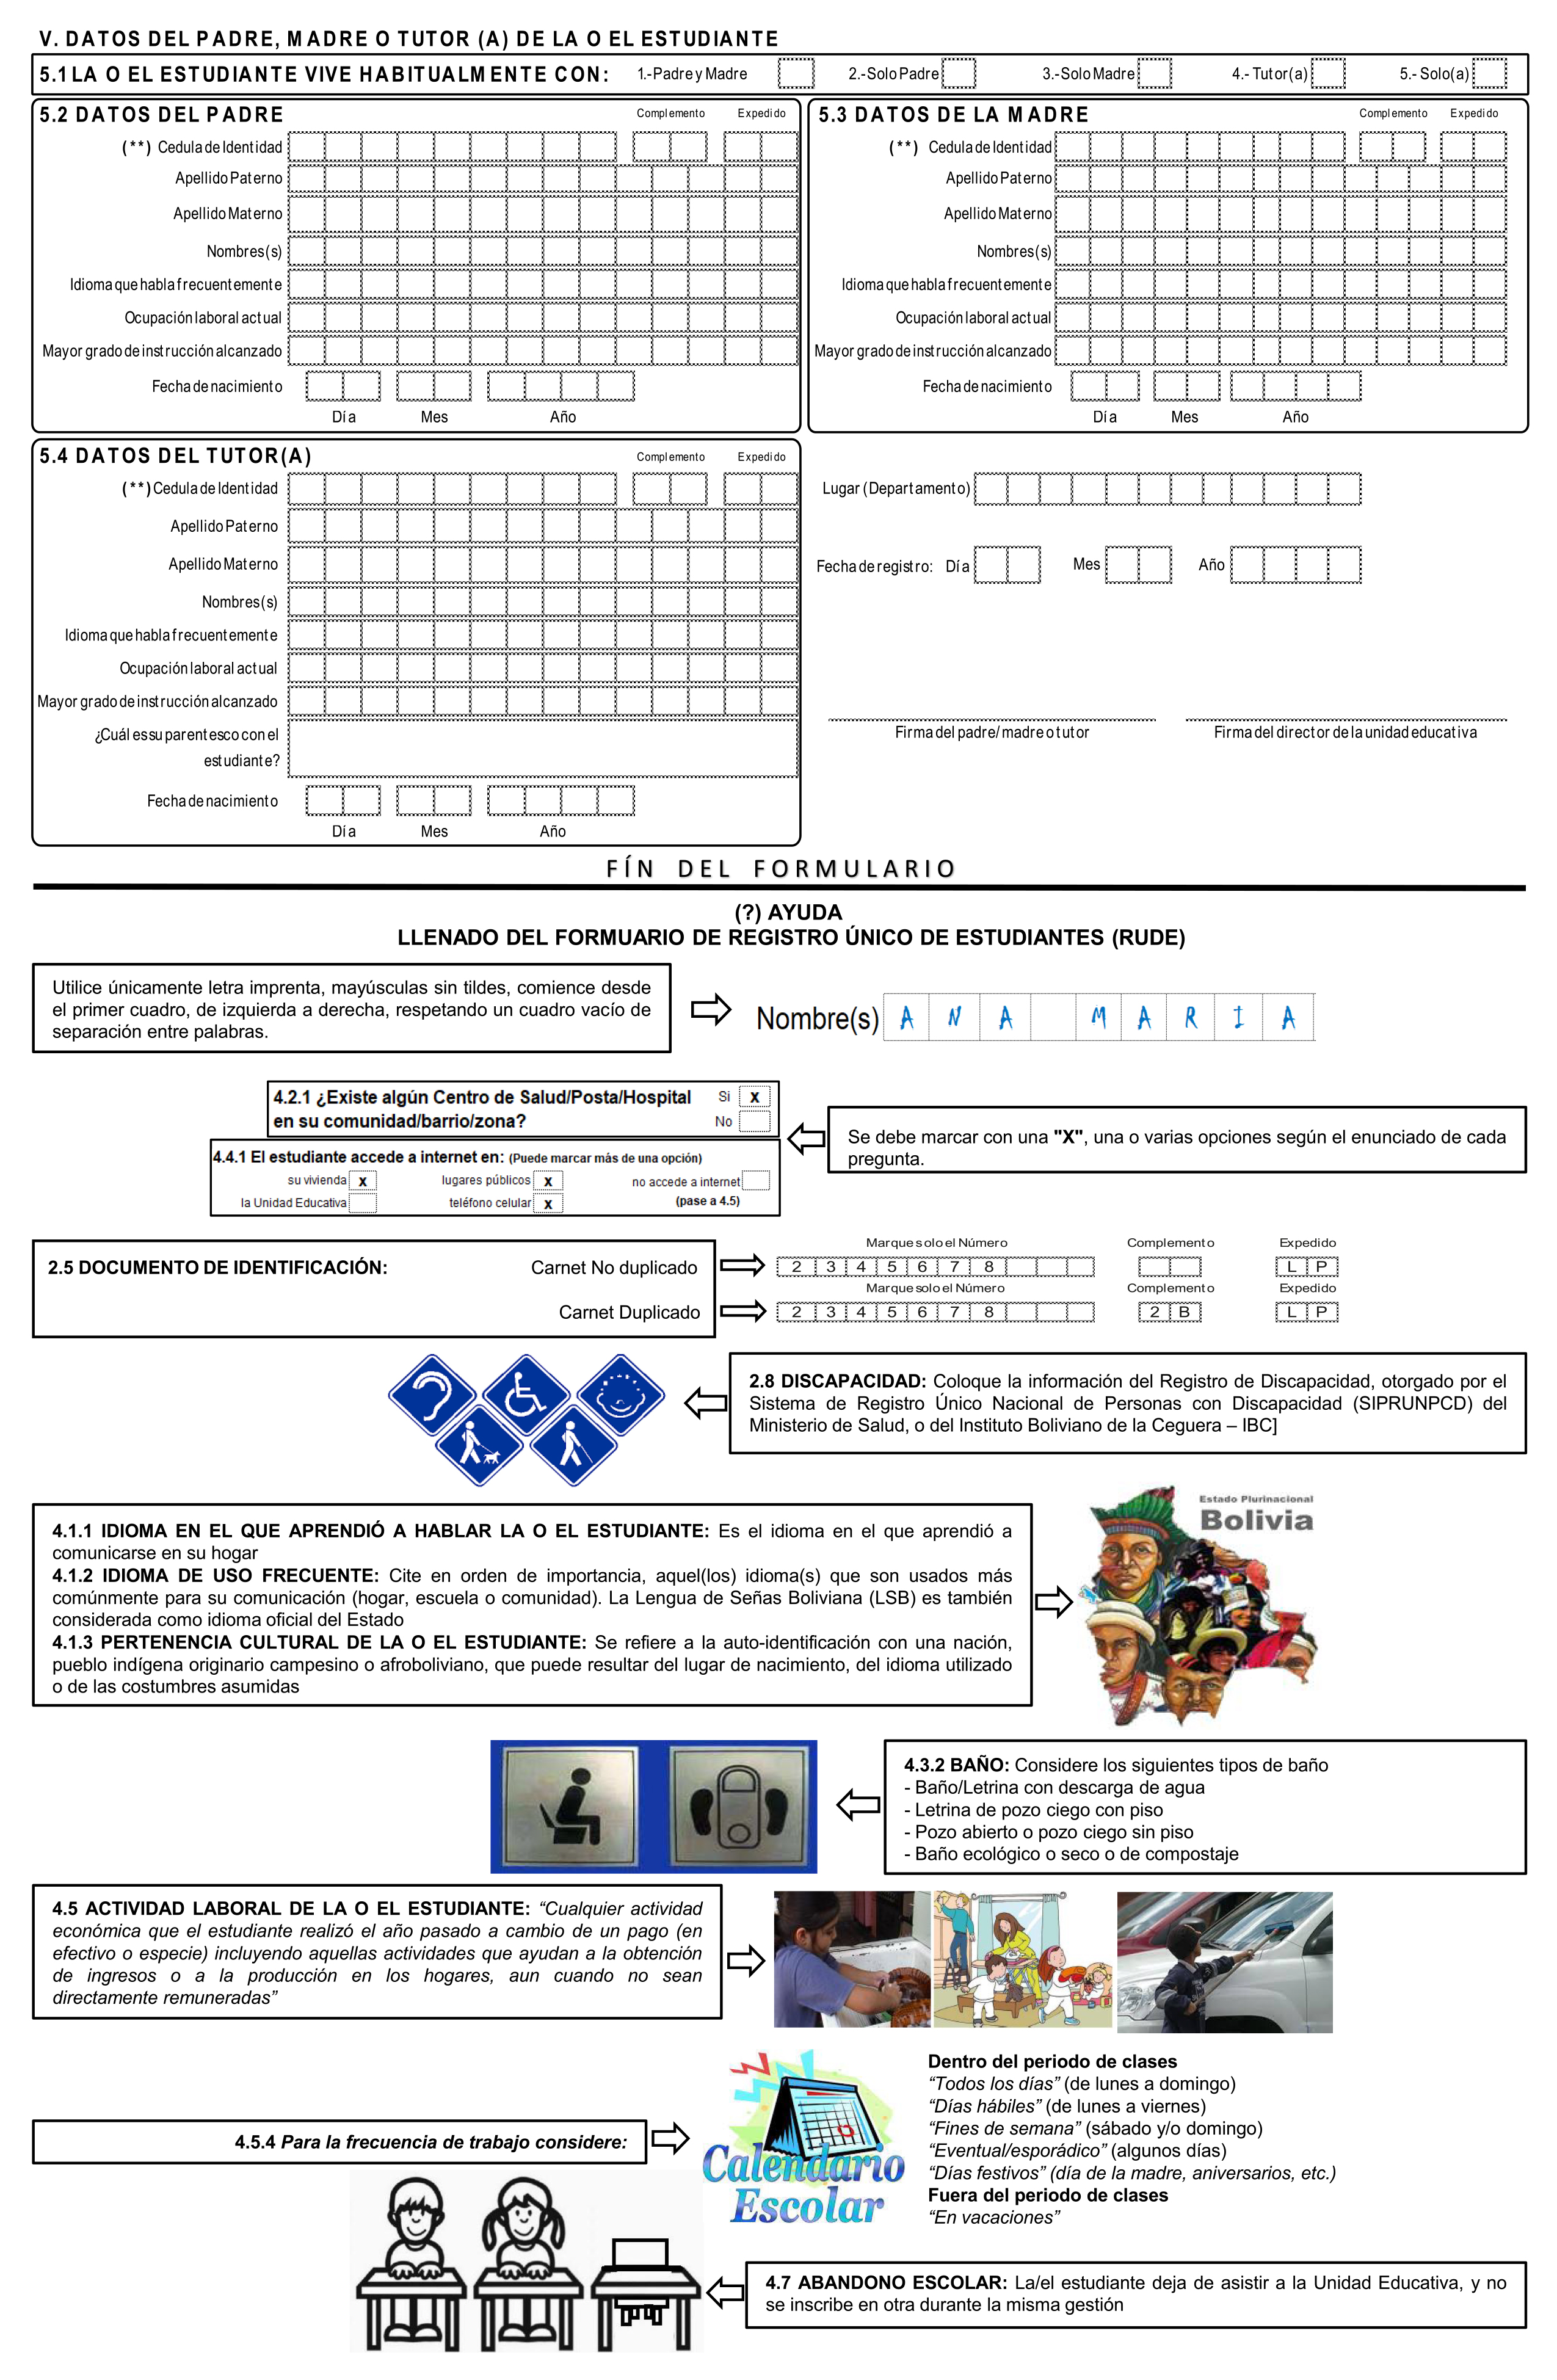 V. DATOS DEL PADRE, MADRE O TUTOR (A) DE LA O EL ESTUDIANTE
5.1 LA O EL ESTUDIANTE VIVE HABITUALMENTE CON: 1.-Padre y Madre 2.-Solo Padre 3.-Solo Madre 4.- Tutor(a) 5.- Solo(a)
5.2 DATOS DEL PADRE Complemento Expedido
(**) Cedula de Identidad
Apellido Paterno
Apellido Materno
Nombres(s)
Idioma que habla frecuentemente
Ocupación laboral actual
Mayor grado de instrucción alcanzado
Fecha de nacimiento
Día Mes Año
5.3 DATOS DE LA MADRE Complemento Expedido
(**) Cedula de Identidad
Apellido Paterno
Apellido Materno
Nombres(s)
Idioma que habla frecuentemente
Ocupación laboral actual
Mayor grado de instrucción alcanzado
Fecha de nacimiento
Día Mes Año
5.4 DATOS DEL TUTOR(A) Complemento Expedido
(**) Cedula de Identidad
Apellido Paterno
Apellido Materno
Nombres(s)
Idioma que habla frecuentemente
Ocupación laboral actual
Mayor grado de instrucción alcanzado
¿Cuál es su parentesco con el
estudiante?
Fecha de nacimiento
Día Mes Año
Lugar (Departamento)
Fecha de registro: Día Mes Año
Firma del padre/madre o tutor Firma del director de la unidad educativa
FÍN DEL FORMULARIO
(?) AYUDA
LLENADO DEL FORMUARIO DE REGISTRO ÚNICO DE ESTUDIANTES (RUDE)
Utilice únicamente letra imprenta, mayúsculas sin tildes, comience desde
el primer cuadro, de izquierda a derecha, respetando un cuadro vacío de
separación entre palabras.
Nombre(s) A N A M A R I A
4.2.1 ¿Existe algún Centro de Salud/Posta/Hospital Si X
en su comunidad/barrio/zona? No
4.4.1 El estudiante accede a internet en: (Puede marcar más de una opción)
su vivienda X lugares públicos X no accede a internet
la Unidad Educativa teléfono celular X (pase a 4.5)
Se debe marcar con una "X", una o varias opciones según el enunciado de cada
pregunta.
2.5 DOCUMENTO DE IDENTIFICACIÓN:
Marque solo el Número Complemento Expedido
Carnet No duplicado 2 3 4 5 6 7 8 L P
Marque solo el Número Complemento Expedido
Carnet Duplicado 2 3 4 5 6 7 8 2 B L P
2.8 DISCAPACIDAD: Coloque la información del Registro de Discapacidad, otorgado por el
Sistema de Registro Único Nacional de Personas con Discapacidad (SIPRUNPCD) del
Ministerio de Salud, o del Instituto Boliviano de la Ceguera – IBC]
4.1.1 IDIOMA EN EL QUE APRENDIÓ A HABLAR LA O EL ESTUDIANTE: Es el idioma en el que aprendió a
comunicarse en su hogar
4.1.2 IDIOMA DE USO FRECUENTE: Cite en orden de importancia, aquel(los) idioma(s) que son usados más
comúnmente para su comunicación (hogar, escuela o comunidad). La Lengua de Señas Boliviana (LSB) es también
considerada como idioma oficial del Estado
4.1.3 PERTENENCIA CULTURAL DE LA O EL ESTUDIANTE: Se refiere a la auto-identificación con una nación,
pueblo indígena originario campesino o afroboliviano, que puede resultar del lugar de nacimiento, del idioma utilizado
o de las costumbres asumidas
Estado Plurinacional
Bolivia
4.3.2 BAÑO: Considere los siguientes tipos de baño
- Baño/Letrina con descarga de agua
- Letrina de pozo ciego con piso
- Pozo abierto o pozo ciego sin piso
- Baño ecológico o seco o de compostaje
4.5 ACTIVIDAD LABORAL DE LA O EL ESTUDIANTE: “Cualquier actividad
económica que el estudiante realizó el año pasado a cambio de un pago (en
efectivo o especie) incluyendo aquellas actividades que ayudan a la obtención
de ingresos o a la producción en los hogares, aun cuando no sean
directamente remuneradas”
4.5.4 Para la frecuencia de trabajo considere:
Calendario
Escolar
Dentro del periodo de clases
“Todos los días” (de lunes a domingo)
“Días hábiles” (de lunes a viernes)
“Fines de semana” (sábado y/o domingo)
“Eventual/esporádico” (algunos días)
“Días festivos” (día de la madre, aniversarios, etc.)
Fuera del periodo de clases
“En vacaciones”
4.7 ABANDONO ESCOLAR: La/el estudiante deja de asistir a la Unidad Educativa, y no
se inscribe en otra durante la misma gestión